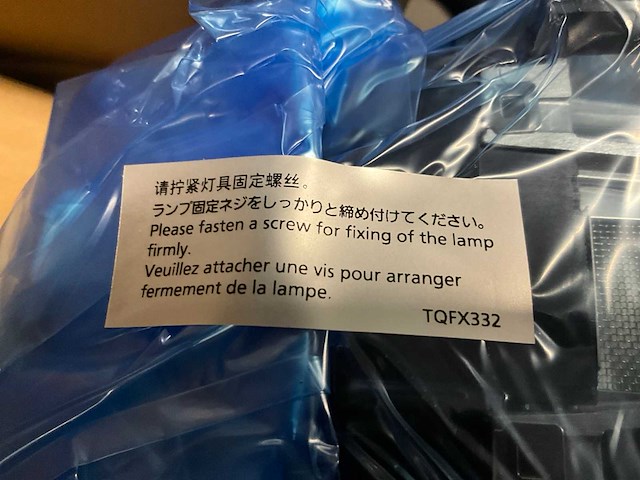 请拧紧灯具固定螺丝。
ランプ固定ネジをしっかりと締め付けてください。
Please fasten a screw for fixing of the lamp
firmly.
Veuillez attacher une vis pour arranger
fermement de la lampe.
TQFX332